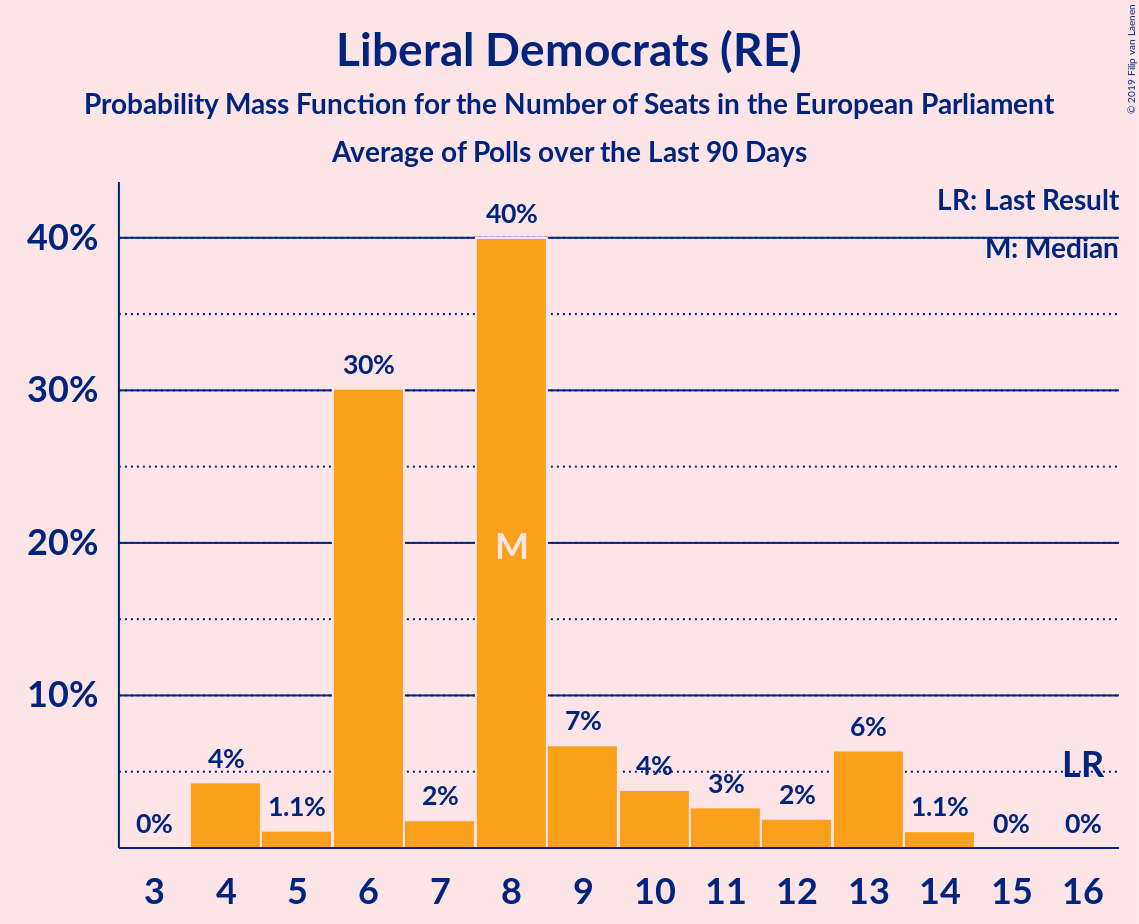 Liberal Democrats (RE)
Probability Mass Function for the Number of Seats in the European Parliament
Average of Polls over the Last 90 Days
© 2019 Filip van Laenen
LR: Last Result
M: Median
40%
30%
20%
10%
0%
4%
1.1%
30%
2%
40%
M
7%
4%
3%
2%
6%
1.1%
0%
LR
0%
3 4 5 6 7 8 9 10 11 12 13 14 15 16